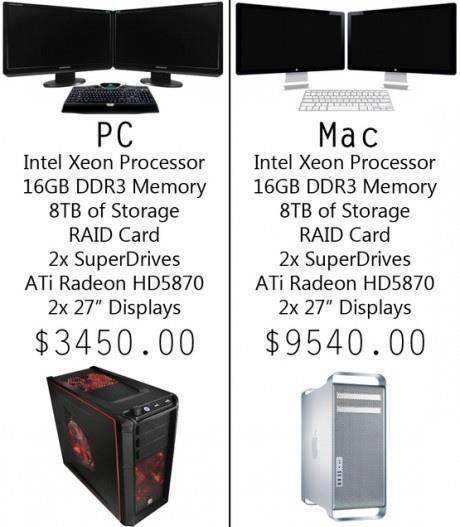 PC
Intel Xeon Processor
16GB DDR3 Memory
8TB of Storage
RAID Card
2x SuperDrives
ATi Radeon HD5870
2x 27” Displays
$3450.00
Mac
Intel Xeon Processor
16GB DDR3 Memory
8TB of Storage
RAID Card
2x SuperDrives
ATi Radeon HD5870
2x 27” Displays
$9540.00